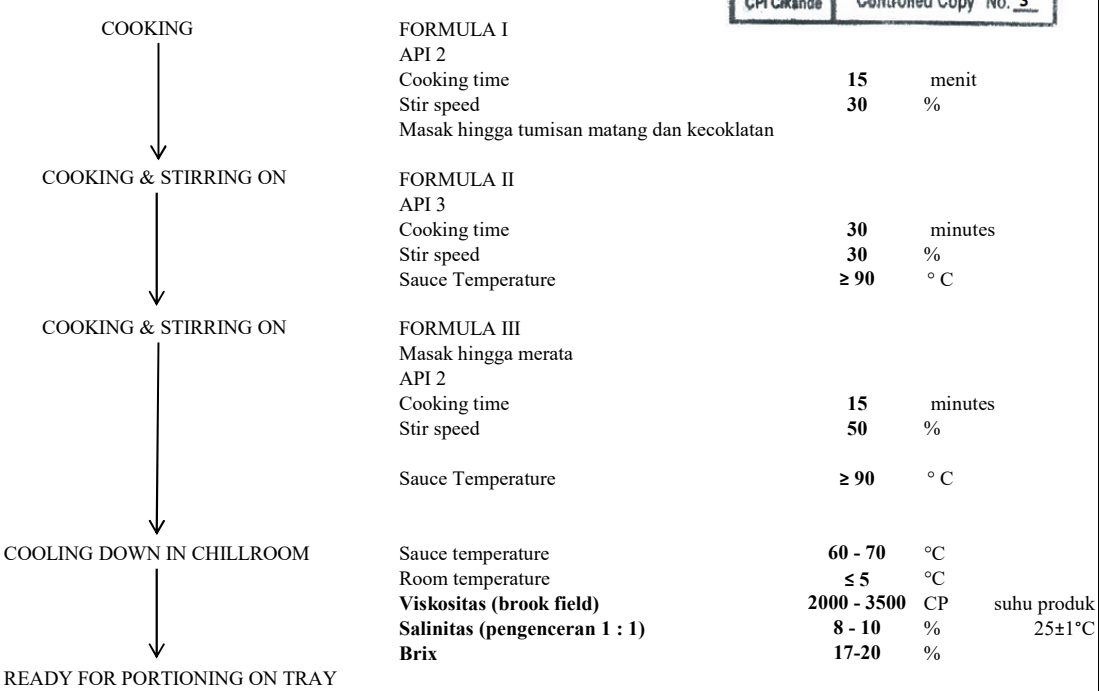 CPI Cikande Controlled Copy No. 3
COOKING FORMULA I
API 2
Cooking time 15 menit
Stir speed 30 %
Masak hingga tumisan matang dan kecoklatan
COOKING & STIRRING ON FORMULA II
API 3
Cooking time 30 minutes
Stir speed 30 %
Sauce Temperature ≥ 90 ° C
COOKING & STIRRING ON FORMULA III
Masak hingga merata
API 2
Cooking time 15 minutes
Stir speed 50 %
Sauce Temperature ≥ 90 ° C
COOLING DOWN IN CHILLROOM Sauce temperature 60 - 70 °C
Room temperature ≤ 5 °C
Viskositas (brook field) 2000 - 3500 CP suhu produk
Salinitas (pengenceran 1 : 1) 8 - 10 % 25±1°C
Brix 17-20 %
READY FOR PORTIONING ON TRAY